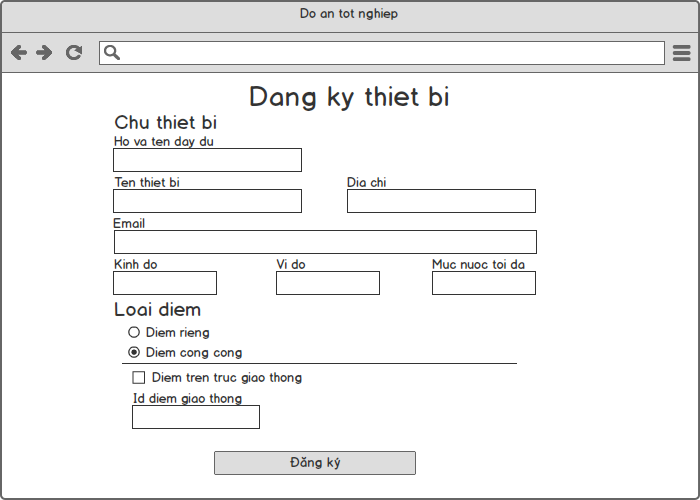 Do an tot nghiep
Dang ky thiet bi
Chu thiet bi
Ho va ten day du
Ten thiet bi
Dia chi
Email
Kinh do
Vi do
Muc nuoc toi da
Loai diem
Diem rieng
Diem cong cong
Diem tren truc giao thong
Id diem giao thong
Đăng ký